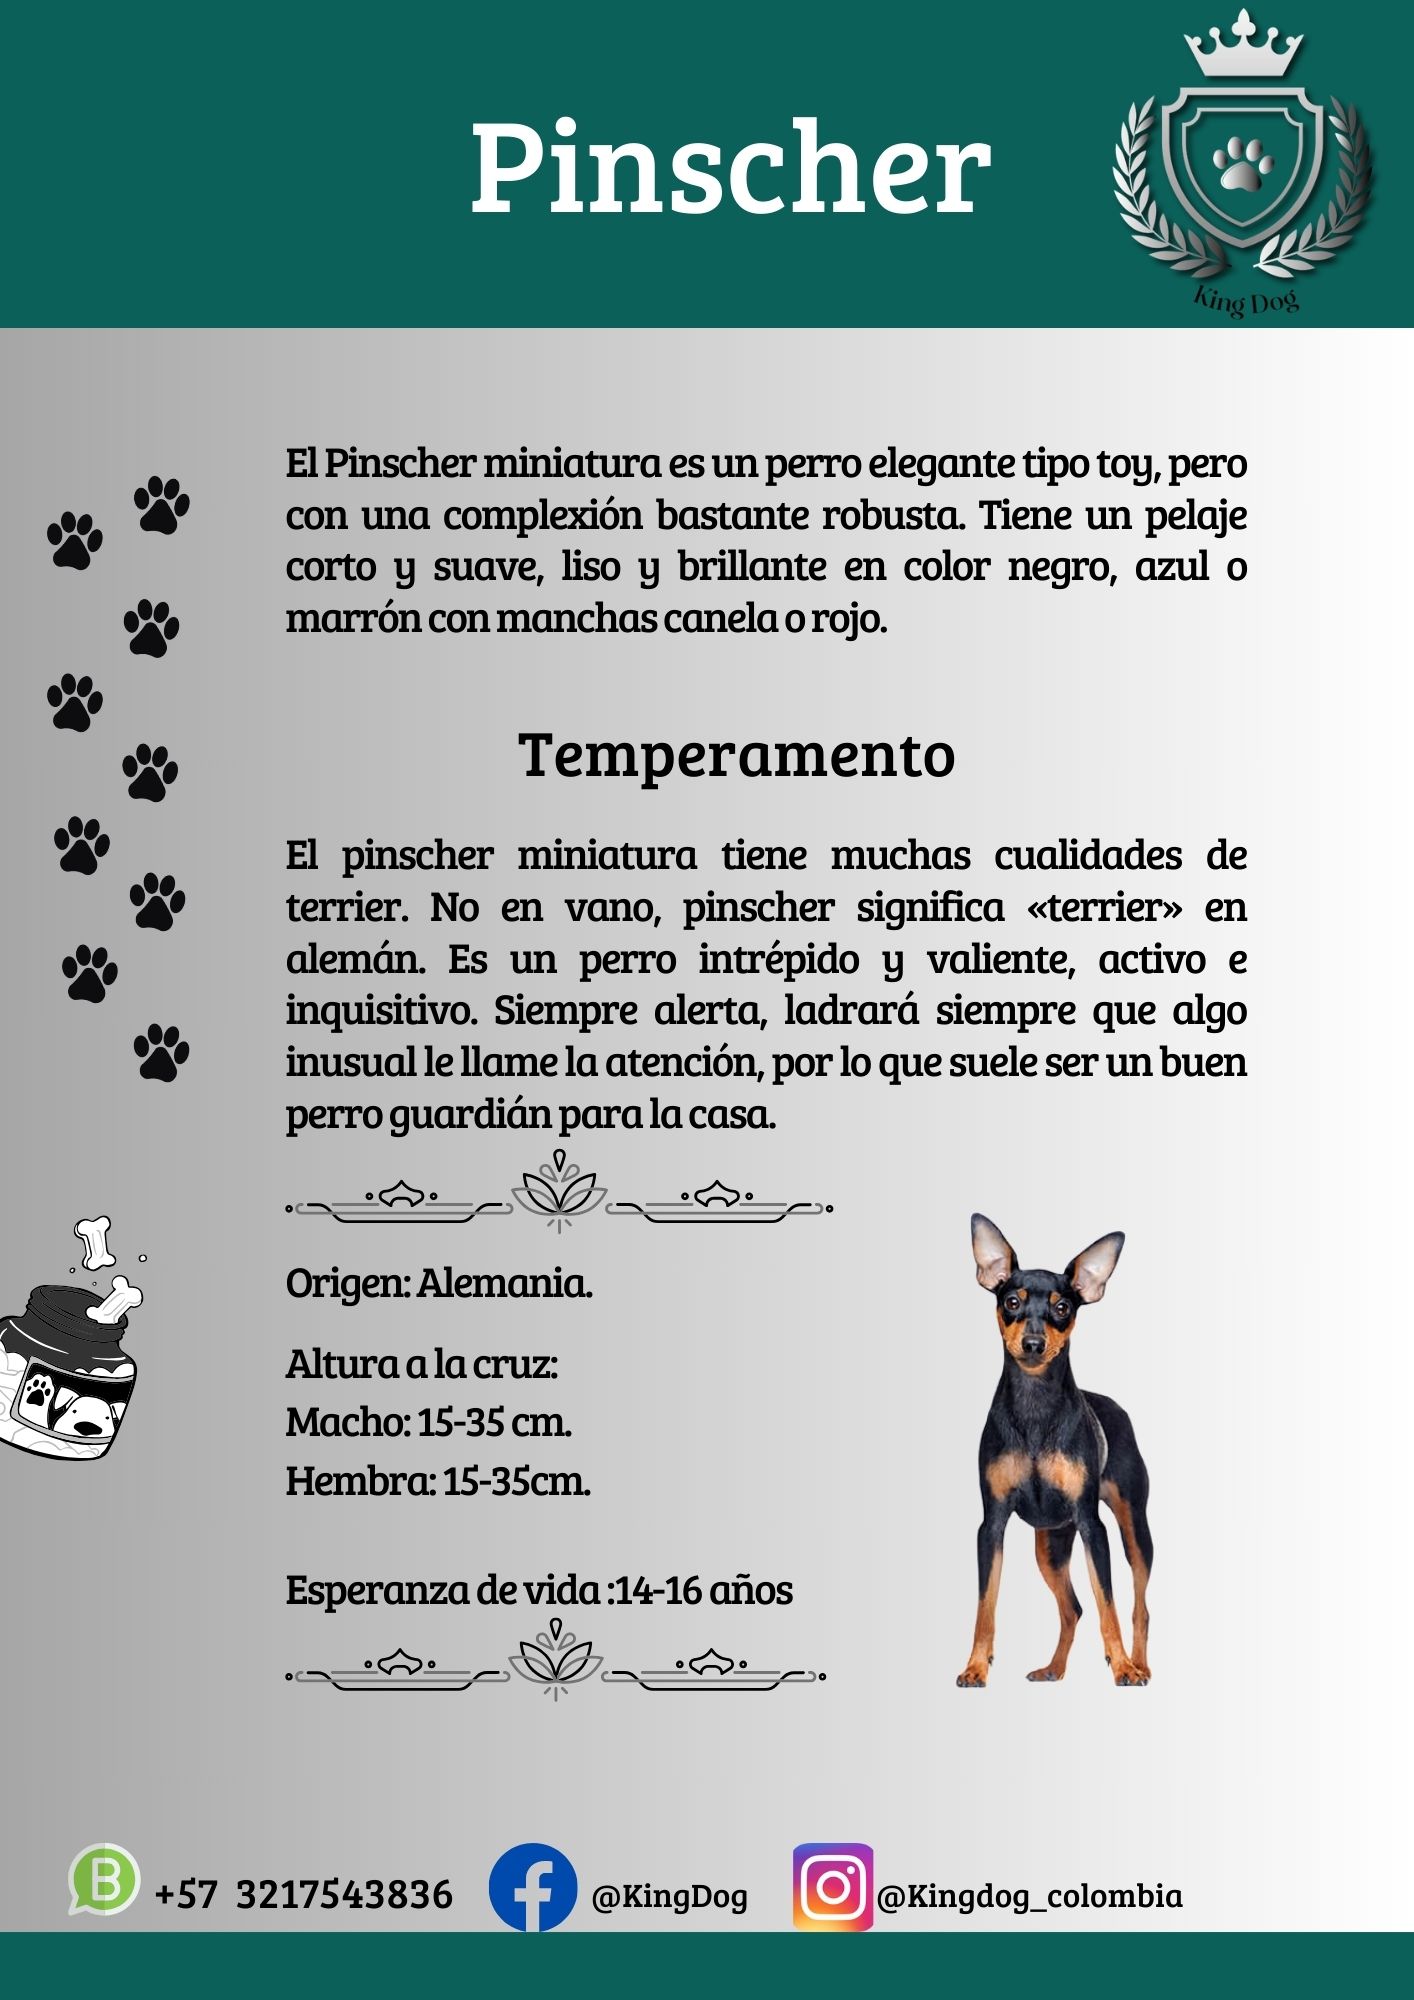 Pinscher
King Dog
El Pinscher miniatura es un perro elegante tipo toy, pero
con una complexión bastante robusta. Tiene un pelaje
corto y suave, liso y brillante en color negro, azul o
marrón con manchas canela o rojo.
Temperamento
El pinscher miniatura tiene muchas cualidades de
terrier. No en vano, pinscher significa «terrier» en
alemán. Es un perro intrépido y valiente, activo e
inquisitivo. Siempre alerta, ladrará siempre que algo
inusual le llame la atención, por lo que suele ser un buen
perro guardián para la casa.
Origen: Alemania.
Altura a la cruz:
Macho: 15-35 cm.
Hembra: 15-35cm.
Esperanza de vida :14-16 años
B +57 3217543836 @KingDog @Kingdog_colombia